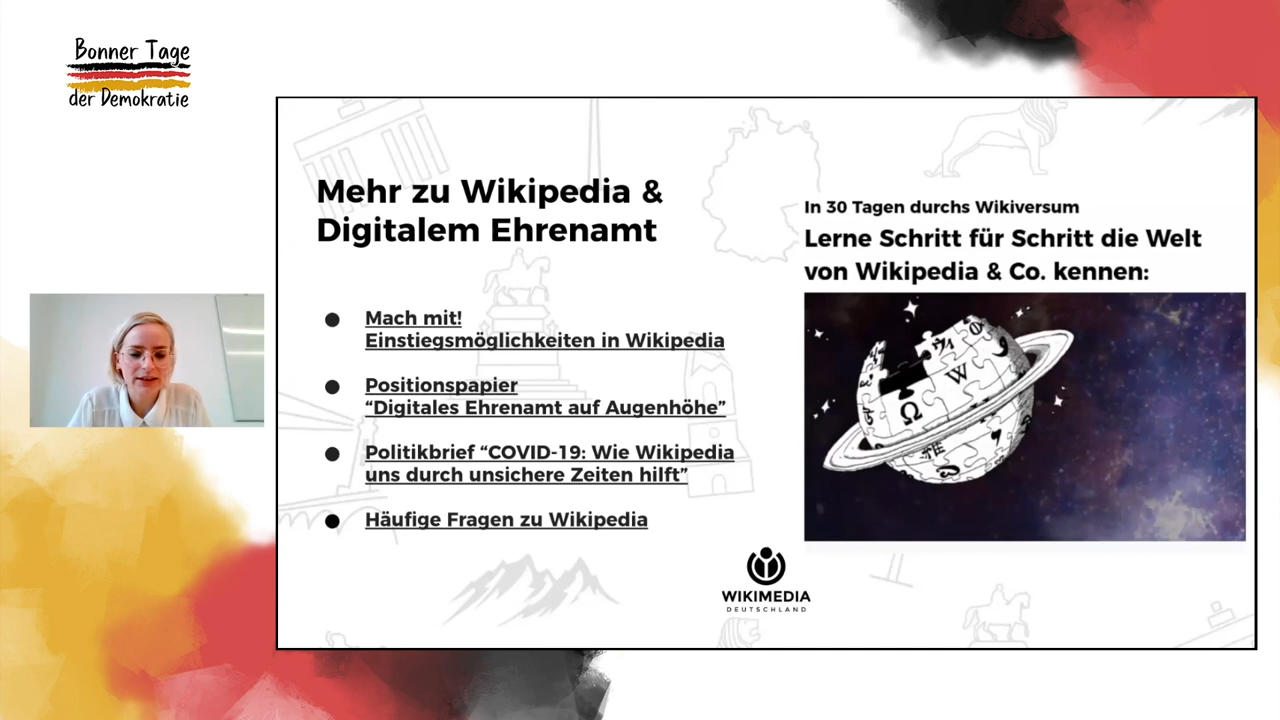 Bonner Tage
der Demokratie
Mehr zu Wikipedia &
Digitalem Ehrenamt
Mach mit!
Einstiegsmöglichkeiten in Wikipedia
Positionspapier
“Digitales Ehrenamt auf Augenhöhe”
Politikbrief “COVID-19: Wie Wikipedia
uns durch unsichere Zeiten hilft”
Häufige Fragen zu Wikipedia
In 30 Tagen durchs Wikiversum
Lerne Schritt für Schritt die Welt
von Wikipedia & Co. kennen:
W
Ω
WIKIMEDIA
DEUTSCHLAND